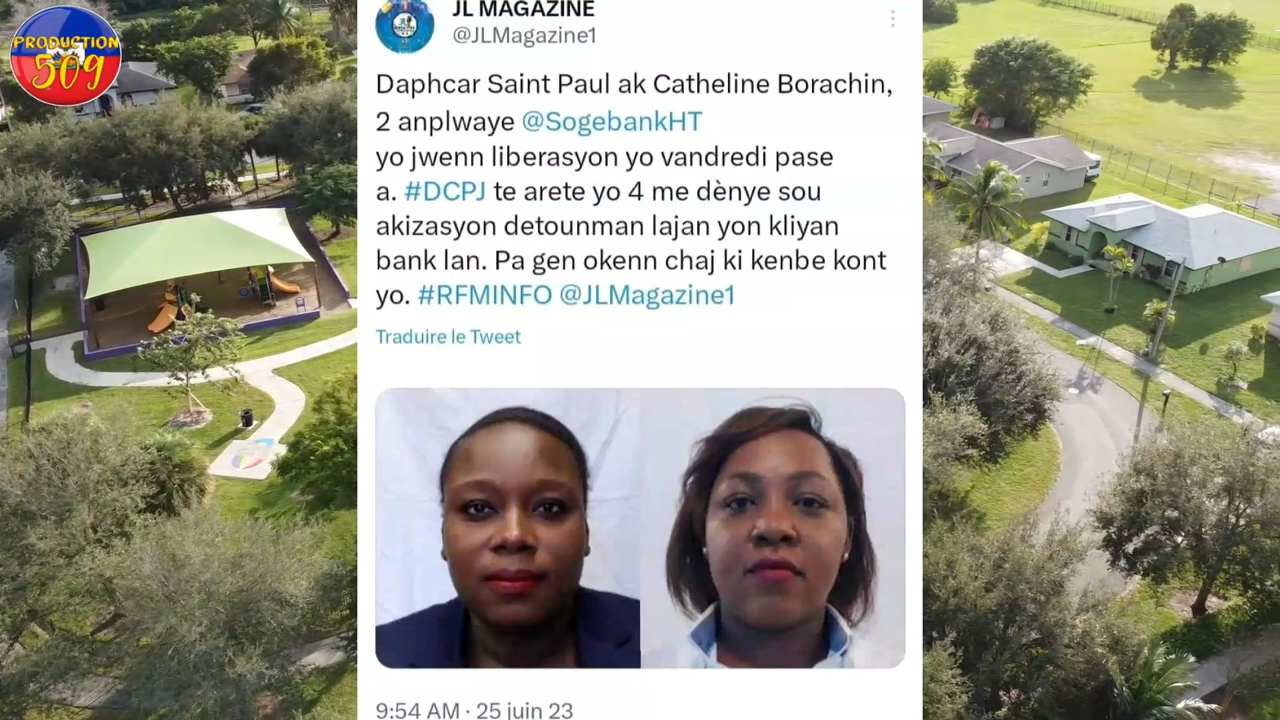 PRODUCTION
509
JL MAGAZINE
@JLMagazine1
Daphcar Saint Paul ak Catheline Borachin,
2 anplwaye @SogebankHT
yo jwenn liberasyon yo vandredi pase
a. #DCPJ te arete yo 4 me dènye sou
akizasyon detounman lajan yon kliyan
bank lan. Pa gen okenn chaj ki kenbe kont
yo. #RFMINFO @JLMagazine1
Traduire le Tweet
9:54 AM · 25 juin 23